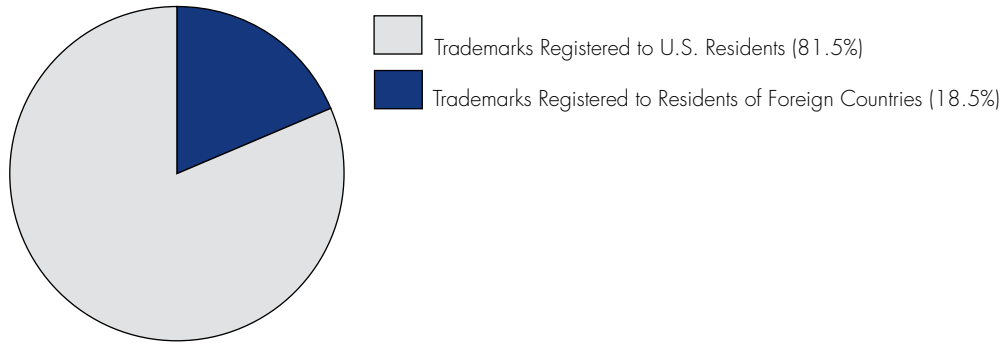 Trademarks Registered to U.S. Residents (81.5%)
Trademarks Registered to Residents of Foreign Countries (18.5%)